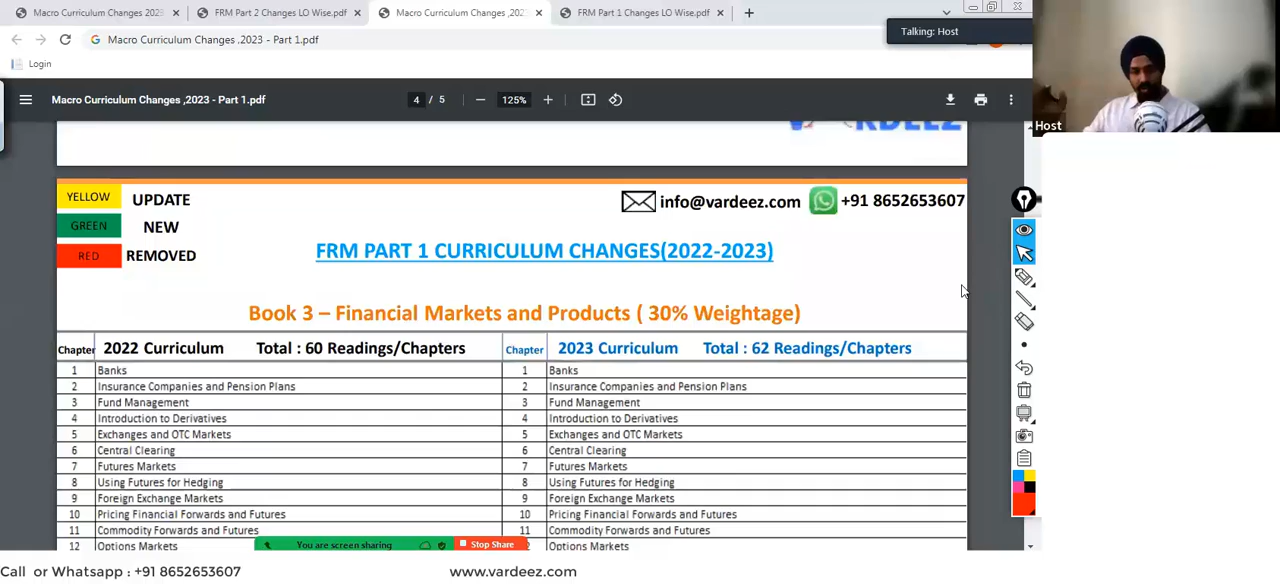 Macro Curriculum Changes 202
FRM Part 2 Changes LO Wise.pdf
Macro Curriculum Changes ,202
FRM Part 1 Changes LO Wise.pdf
Talking: Host
Macro Curriculum Changes ,2023 - Part 1.pdf
Login
Macro Curriculum Changes ,2023 - Part 1.pdf
4 / 5
125%
Host
VARDEEZ
YELLOW UPDATE
info@vardeez.com +91 8652653607
GREEN NEW
FRM PART 1 CURRICULUM CHANGES(2022-2023)
RED REMOVED
Book 3 – Financial Markets and Products ( 30% Weightage)
Chapter 2022 Curriculum Total : 60 Readings/Chapters Chapter 2023 Curriculum Total : 62 Readings/Chapters
1 Banks 1 Banks
2 Insurance Companies and Pension Plans 2 Insurance Companies and Pension Plans
3 Fund Management 3 Fund Management
4 Introduction to Derivatives 4 Introduction to Derivatives
5 Exchanges and OTC Markets 5 Exchanges and OTC Markets
6 Central Clearing 6 Central Clearing
7 Futures Markets 7 Futures Markets
8 Using Futures for Hedging 8 Using Futures for Hedging
9 Foreign Exchange Markets 9 Foreign Exchange Markets
10 Pricing Financial Forwards and Futures 10 Pricing Financial Forwards and Futures
11 Commodity Forwards and Futures 11 Commodity Forwards and Futures
12 Options Markets 2 Options Markets
You are screen sharing Stop Share
Call or Whatsapp : +91 8652653607 www.vardeez.com